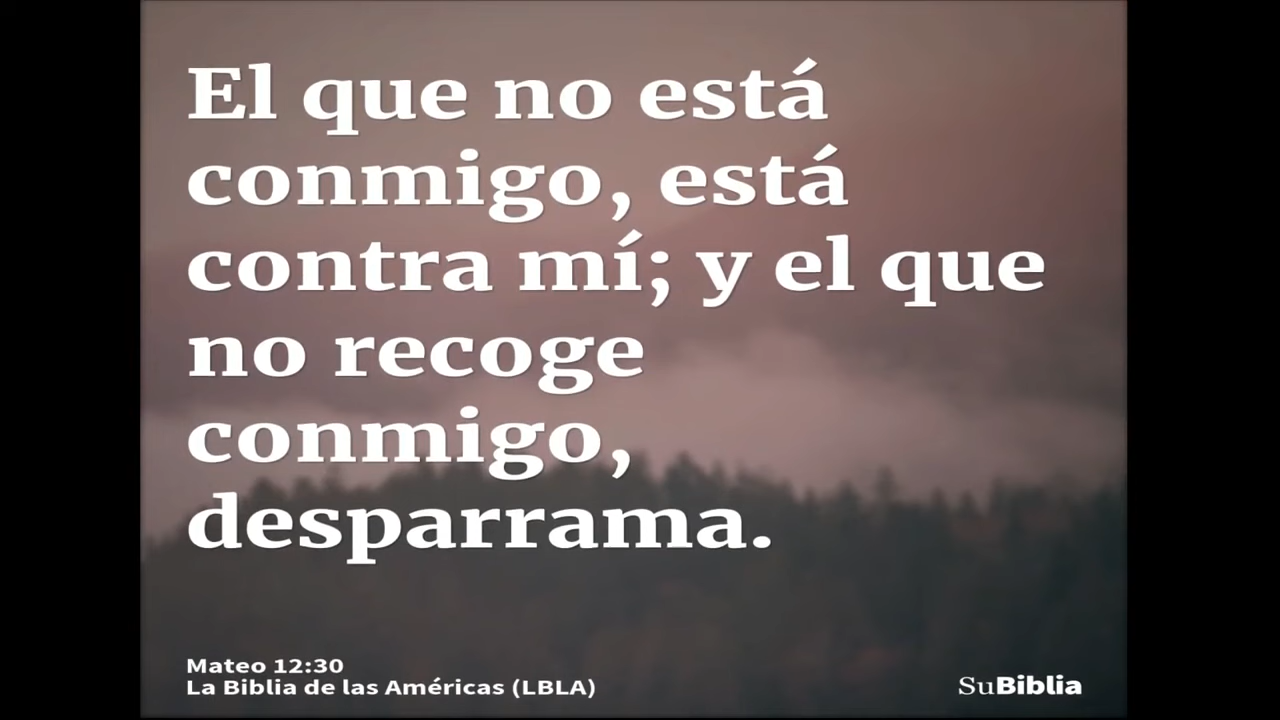 El que no está
conmigo, está
contra mí; y el que
no recoge
conmigo,
desparrama.
Mateo 12:30
La Biblia de las Américas (LBLA)
SuBiblia